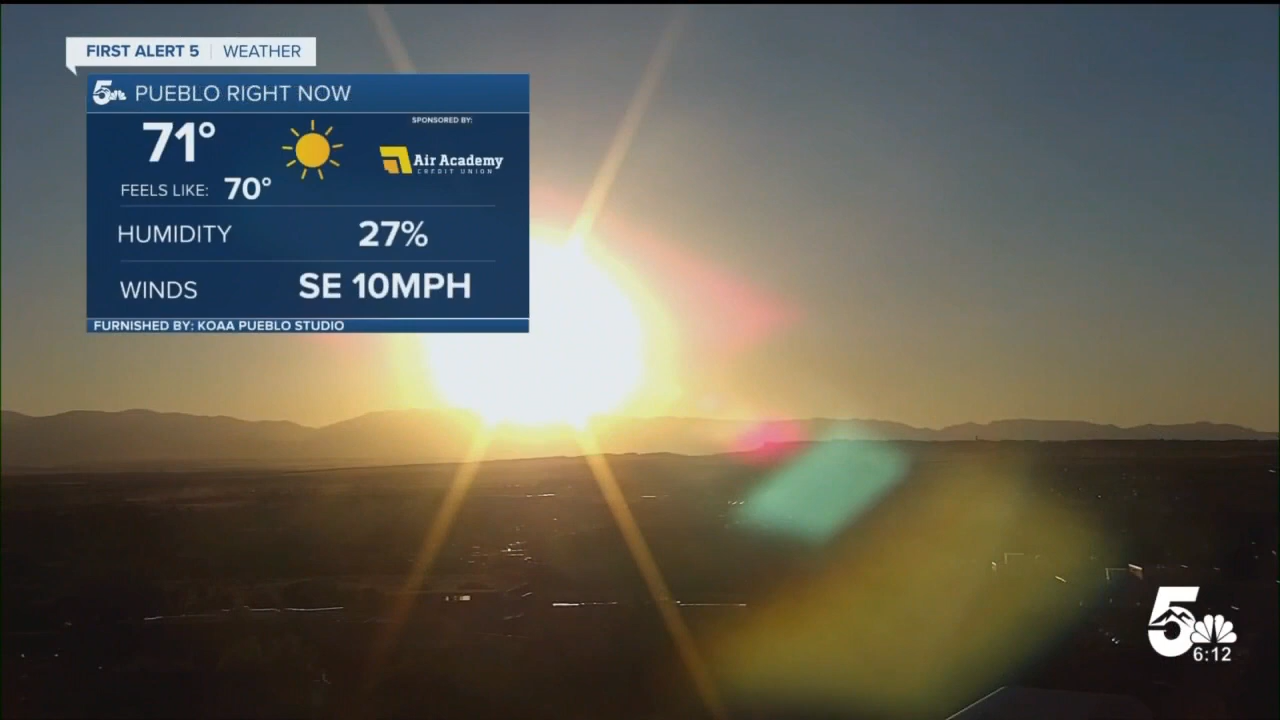 FIRST ALERT 5 | WEATHER
5 PUEBLO RIGHT NOW
71°
SPONSORED BY:
Air Academy
CREDIT UNION
FEELS LIKE: 70°
HUMIDITY 27%
WINDS SE 10MPH
FURNISHED BY: KOAA PUEBLO STUDIO
5
6:12